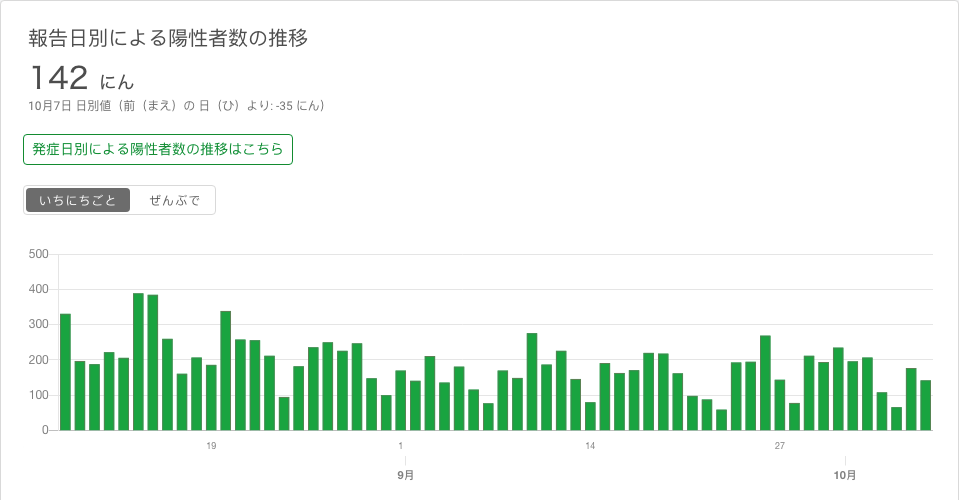 報告日別による陽性者数の推移
142 にん
10月7日 日別値（前（まえ）の 日（ひ）より: -35 にん）
発症日別による陽性者数の推移はこちら
いちにちごと ぜんぶで
500
400
300
200
100
0
19 1 14 27
9月 10月